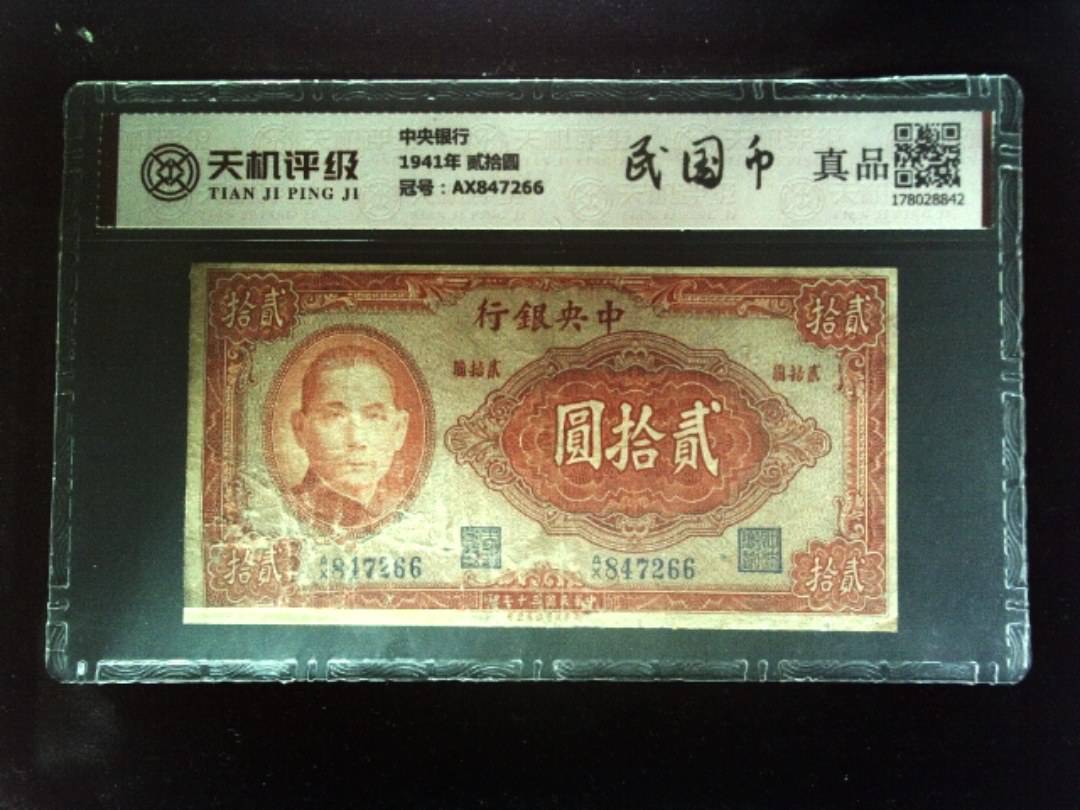 天机评级
TIAN JI PING JI
中央银行
1941年 贰拾圆
冠号：AX847266
民国币
真品
178028842
拾貳
行銀央中
拾貳
圓拾貳
圓拾貳
圓拾貳
A/X847266
A/X847266
拾貳
拾貳